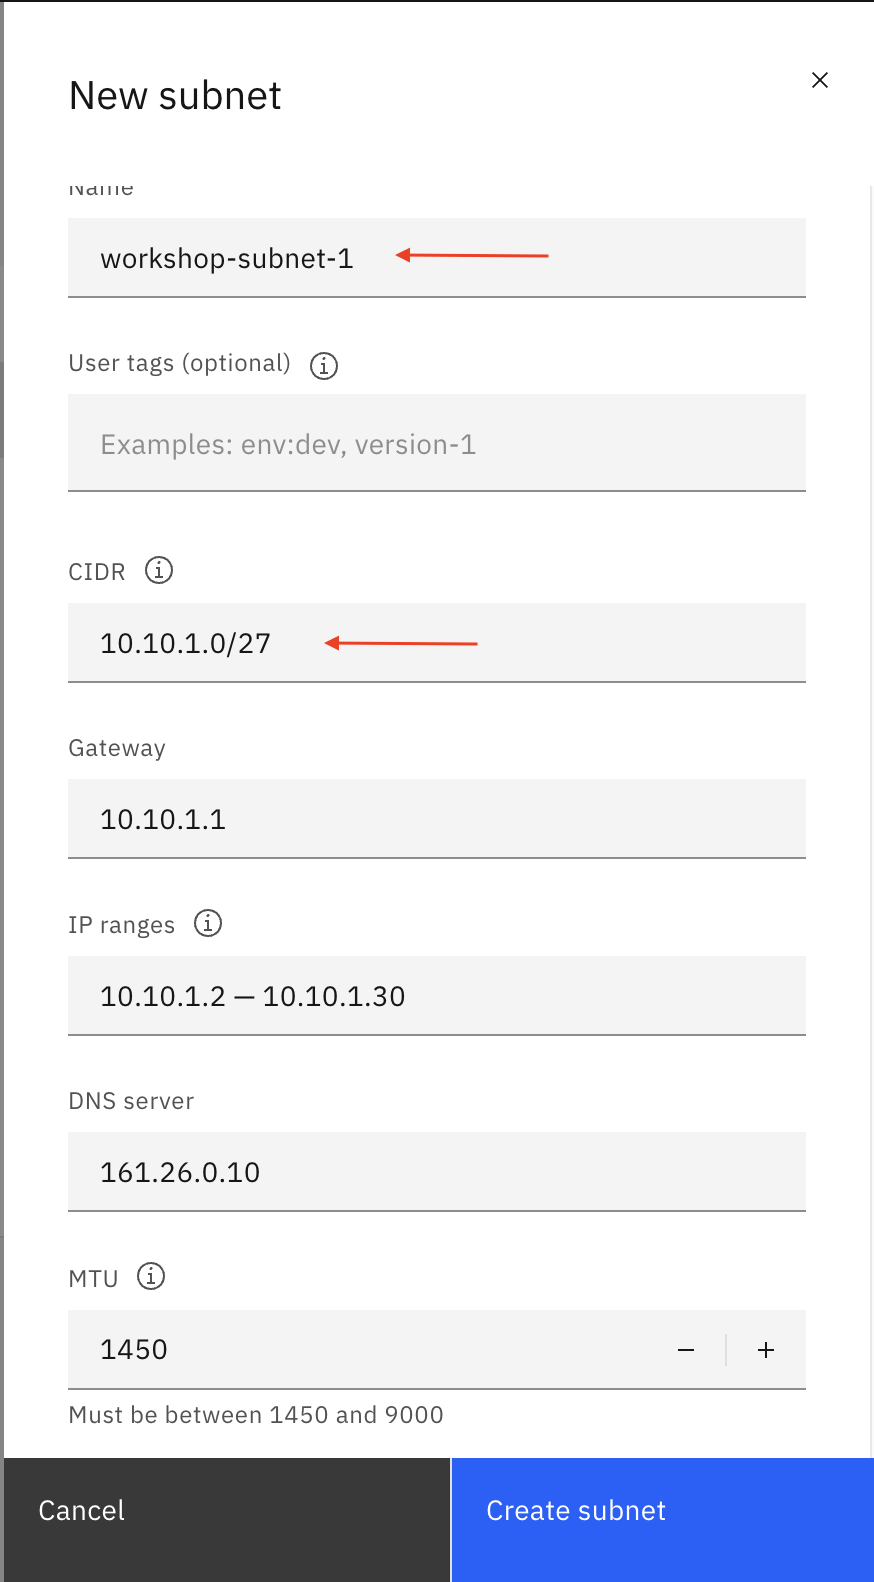 New subnet
Name
workshop-subnet-1
User tags (optional)
Examples: env:dev, version-1
CIDR
10.10.1.0/27
Gateway
10.10.1.1
IP ranges
10.10.1.2 — 10.10.1.30
DNS server
161.26.0.10
MTU
1450
Must be between 1450 and 9000
Cancel
Create subnet